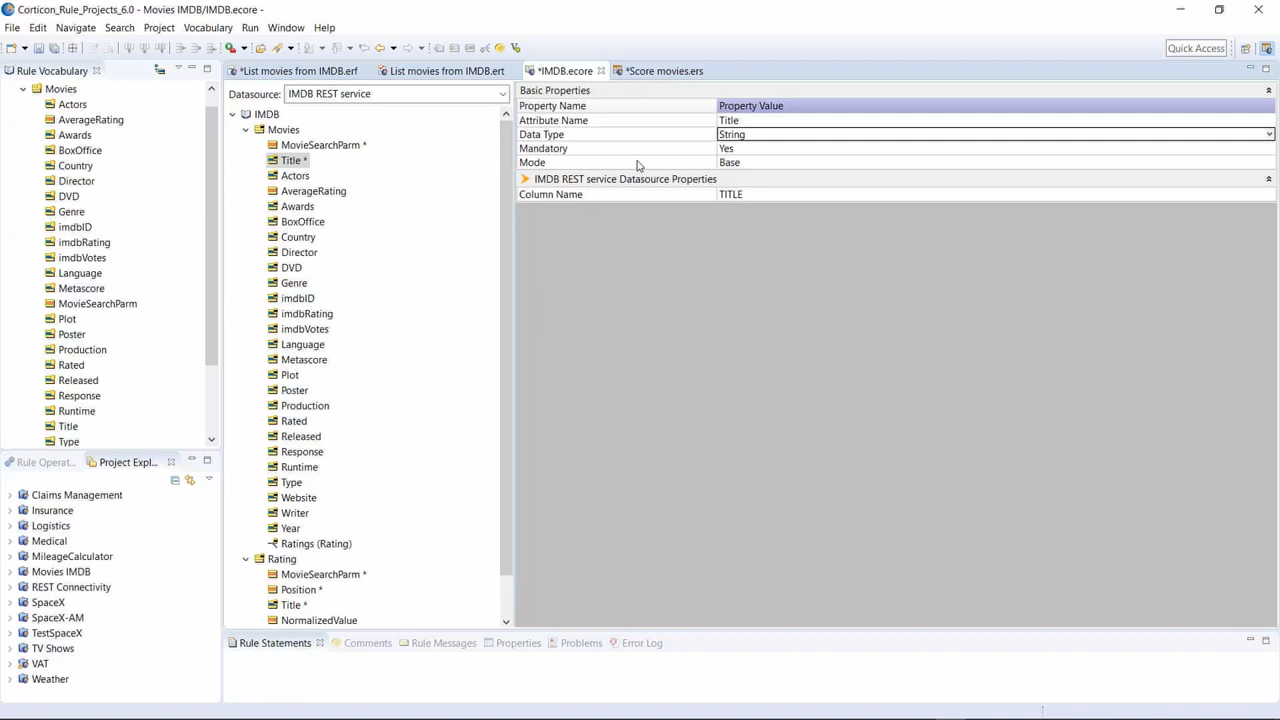 Corticon_Rule_Projects_6.0 - Movies IMDB/IMDB.ecore -
File Edit Navigate Search Project Vocabulary Run Window Help
Quick Access
Rule Vocabulary
Movies
Actors
AverageRating
Awards
BoxOffice
Country
Director
DVD
Genre
imdbID
imdbRating
imdbVotes
Language
Metascore
MovieSearchParm
Plot
Poster
Production
Rated
Released
Response
Runtime
Title
Type
Rule Operat... Project Expl...
Claims Management
Insurance
Logistics
Medical
MileageCalculator
Movies IMDB
REST Connectivity
SpaceX
SpaceX-AM
TestSpaceX
TV Shows
VAT
Weather
*List movies from IMDB.erf List movies from IMDB.ert *IMDB.ecore *Score movies.ers
Datasource: IMDB REST service
IMDB
Movies
MovieSearchParm *
Title *
Actors
AverageRating
Awards
BoxOffice
Country
Director
DVD
Genre
imdbID
imdbRating
imdbVotes
Language
Metascore
Plot
Poster
Production
Rated
Released
Response
Runtime
Type
Website
Writer
Year
Ratings (Rating)
Rating
MovieSearchParm *
Position *
Title *
NormalizedValue
Basic Properties
Property Name Property Value
Attribute Name Title
Data Type String
Mandatory Yes
Mode Base
IMDB REST service Datasource Properties
Column Name TITLE
Rule Statements Comments Rule Messages Properties Problems Error Log